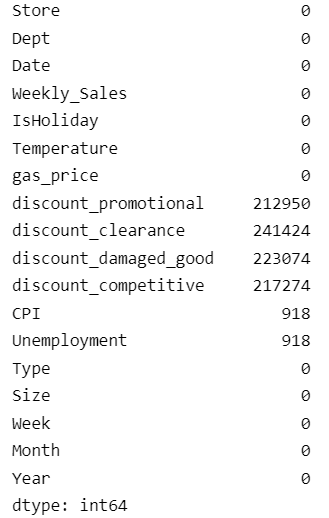 Store 0
Dept 0
Date 0
Weekly_Sales 0
IsHoliday 0
Temperature 0
gas_price 0
discount_promotional 212950
discount_clearance 241424
discount_damaged_good 223074
discount_competitive 217274
CPI 918
Unemployment 918
Type 0
Size 0
Week 0
Month 0
Year 0
dtype: int64